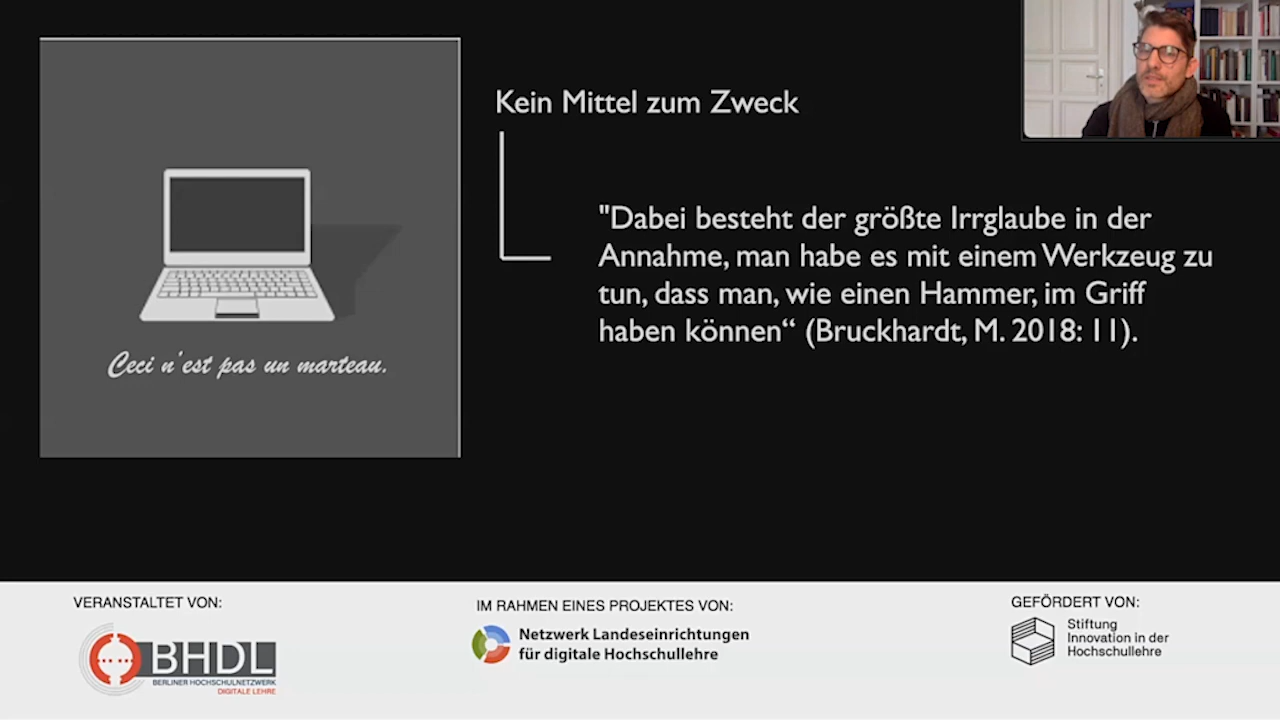 Kein Mittel zum Zweck
"Dabei besteht der größte Irrglaube in der
Annahme, man habe es mit einem Werkzeug zu
tun, dass man, wie einen Hammer, im Griff
haben können“ (Bruckhardt, M. 2018: 11).
Ceci n'est pas un marteau.
VERANSTALTET VON:
BHDL
BERLINER HOCHSCHULNETZWERK
DIGITALE LEHRE
IM RAHMEN EINES PROJEKTES VON:
Netzwerk Landeseinrichtungen
für digitale Hochschullehre
GEFÖRDERT VON:
Stiftung
Innovation in der
Hochschullehre